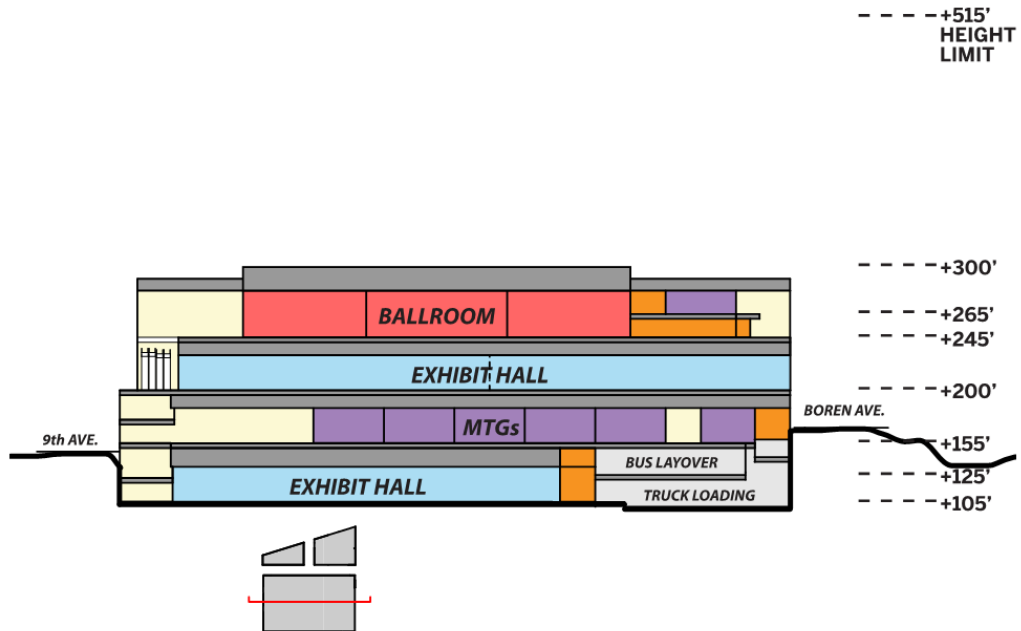 +515’
HEIGHT
LIMIT
+300’
BALLROOM
+265’
+245’
EXHIBIT HALL
+200’
BOREN AVE.
MTGs
9th AVE.
+155’
BUS LAYOVER
+125’
EXHIBIT HALL
TRUCK LOADING
+105’